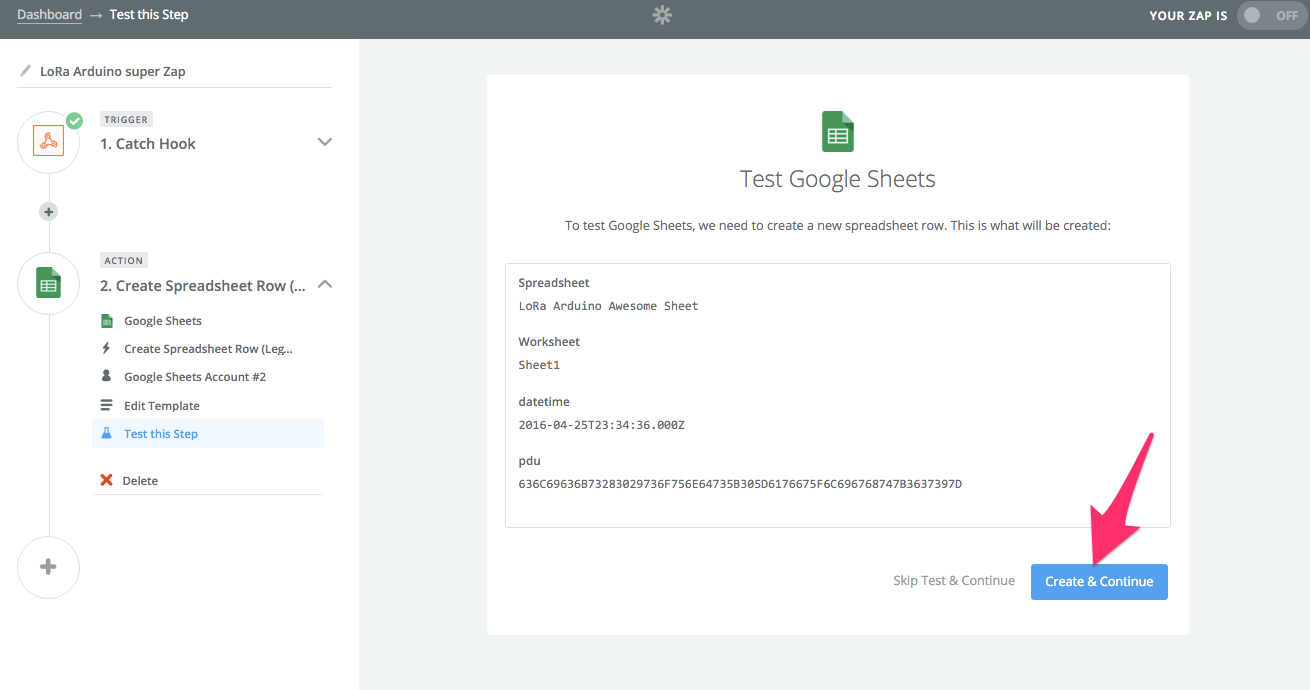 Dashboard → Test this Step
YOUR ZAP IS
OFF
LoRa Arduino super Zap
TRIGGER
1. Catch Hook
ACTION
2. Create Spreadsheet Row (...
Google Sheets
Create Spreadsheet Row (Leg...
Google Sheets Account #2
Edit Template
Test this Step
Delete
Test Google Sheets
To test Google Sheets, we need to create a new spreadsheet row. This is what will be created:
Spreadsheet
LoRa Arduino Awesome Sheet
Worksheet
Sheet1
datetime
2016-04-25T23:34:36.000Z
pdu
636C69636B73283029736F756E64735B305D6176675F6C696768747B3637397D
Skip Test & Continue
Create & Continue